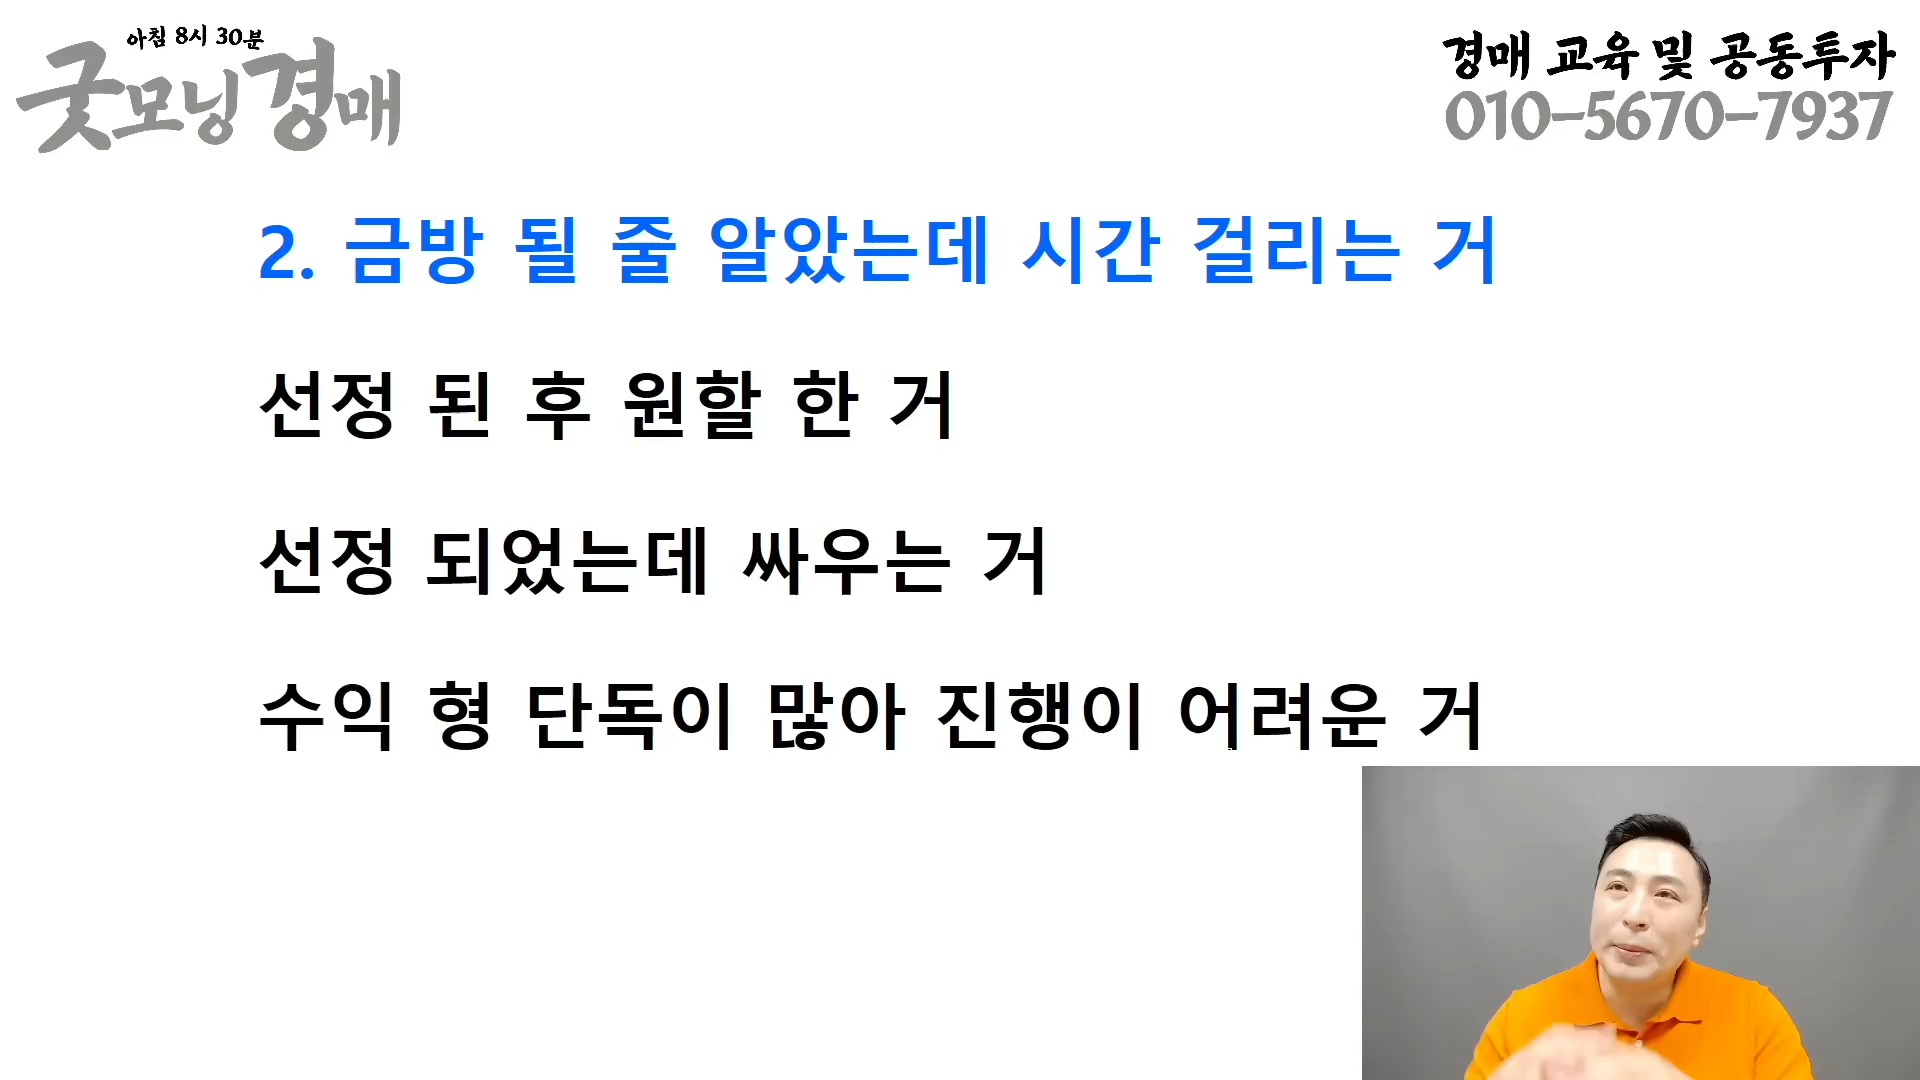 아침 8시 30분
굿모닝경매
경매 교육 및 공동투자
010-5670-7937
2. 금방 될 줄 알았는데 시간 걸리는 거
선정 된 후 원할 한 거
선정 되었는데 싸우는 거
수익 형 단독이 많아 진행이 어려운 거